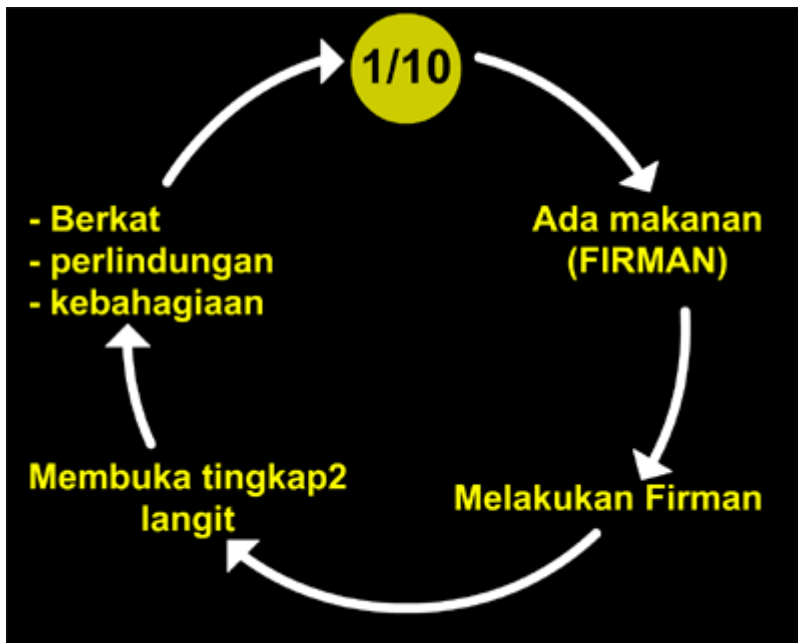 1/10
Ada makanan
(FIRMAN)
Melakukan Firman
Membuka tingkap2
langit
- Berkat
- perlindungan
- kebahagiaan